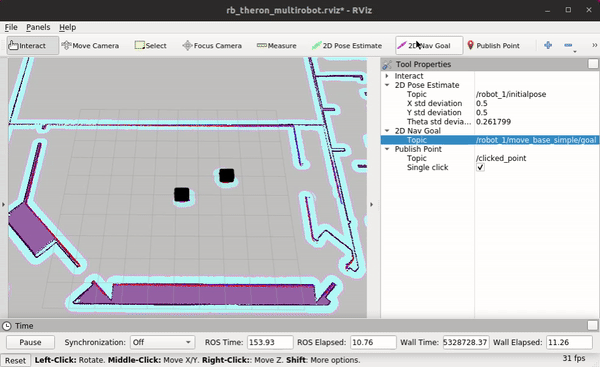 rb_theron_multirobot.rviz* - RViz
File Panels Help
Interact Move Camera Select Focus Camera Measure 2D Pose Estimate 2D Nav Goal Publish Point
Tool Properties
Interact
2D Pose Estimate
Topic /robot_1/initialpose
X std deviation 0.5
Y std deviation 0.5
Theta std devia... 0.261799
2D Nav Goal
Topic /robot_1/move_base_simple/goal
Publish Point
Topic /clicked_point
Single click
Time
Pause Synchronization: Off ROS Time: 153.93 ROS Elapsed: 10.76 Wall Time: 5328728.37 Wall Elapsed: 11.26
Reset Left-Click: Rotate. Middle-Click: Move X/Y. Right-Click:: Move Z. Shift: More options. 31 fps